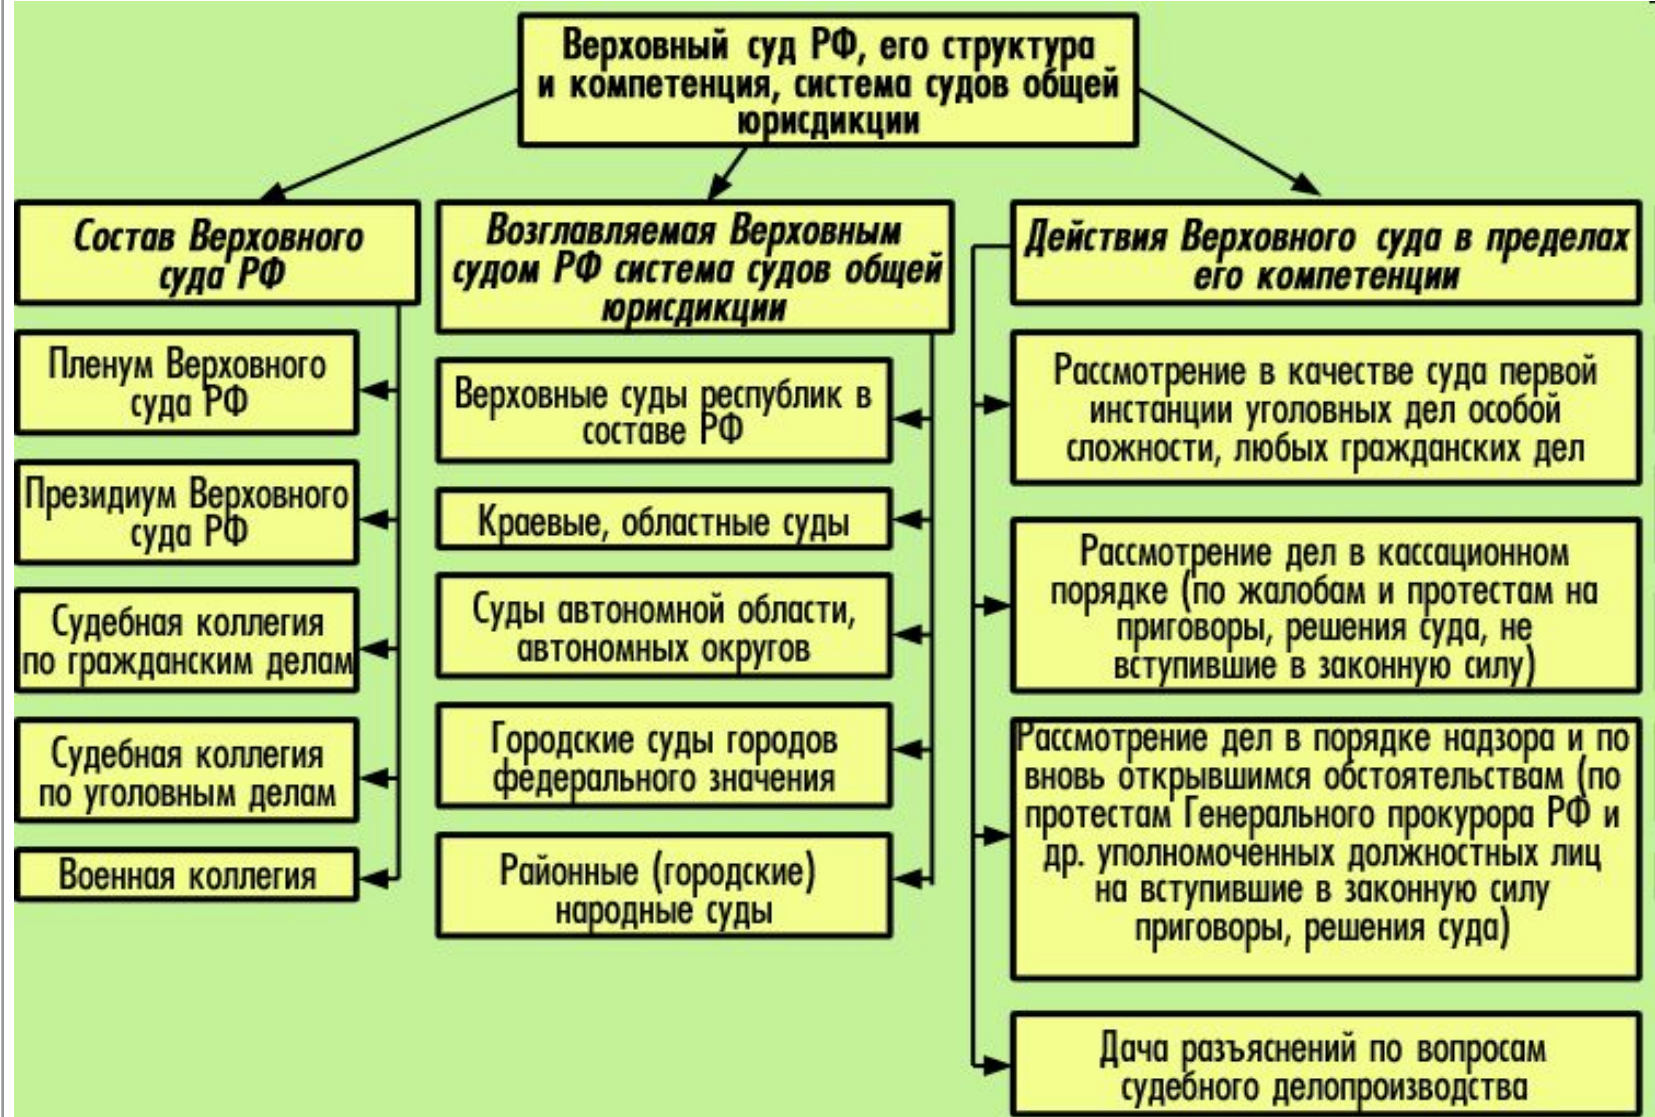 Верховный суд РФ, его структура
и компетенция, система судов общей
юрисдикции
Состав Верховного
суда РФ
Пленум Верховного
суда РФ
Президиум Верховного
суда РФ
Судебная коллегия
по гражданским делам
Судебная коллегия
по уголовным делам
Военная коллегия
Возглавляемая Верховным
судом РФ система судов общей
юрисдикции
Верховные суды республик в
составе РФ
Краевые, областные суды
Суды автономной области,
автономных округов
Городские суды городов
федерального значения
Районные (городские)
народные суды
Действия Верховного суда в пределах
его компетенции
Рассмотрение в качестве суда первой
инстанции уголовных дел особой
сложности, любых гражданских дел
Рассмотрение дел в кассационном
порядке (по жалобам и протестам на
приговоры, решения суда, не
вступившие в законную силу)
Рассмотрение дел в порядке надзора и по
вновь открывшимся обстоятельствам (по
протестам Генерального прокурора РФ и
др. уполномоченных должностных лиц
на вступившие в законную силу
приговоры, решения суда)
Дача разъяснений по вопросам
судебного делопроизводства